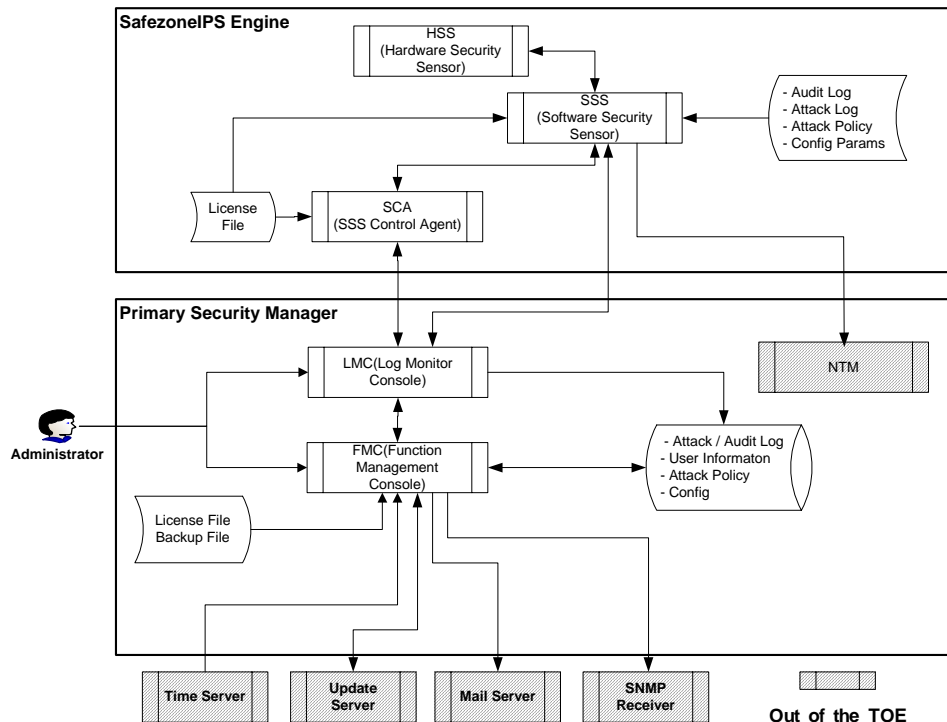 SafezoneIPS Engine
HSS
(Hardware Security
Sensor)
SSS
(Software Security
Sensor)
- Audit Log
- Attack Log
- Attack Policy
- Config Params
License
File
SCA
(SSS Control Agent)
Primary Security Manager
LMC(Log Monitor
Console)
NTM
Administrator
FMC(Function
Management
Console)
- Attack / Audit Log
- User Informaton
- Attack Policy
- Config
License File
Backup File
Time Server
Update
Server
Mail Server
SNMP
Receiver
Out of the TOE